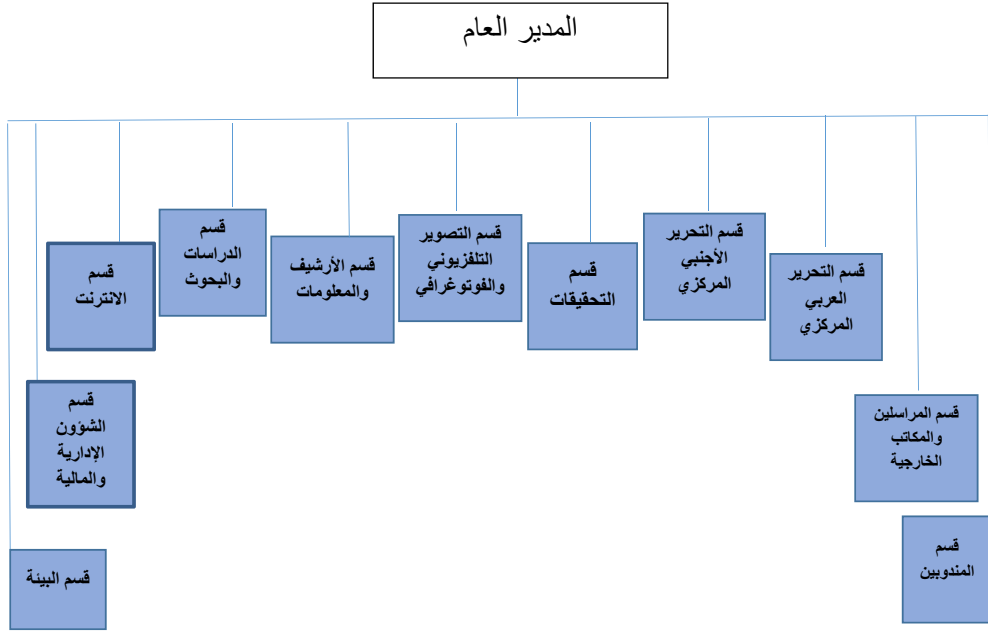 المدير العام
قسم التحرير
العربي
المركزي
قسم التحرير
الأجنبي
المركزي
قسم
التحقيقات
قسم التصوير
التلفزيوني
والفوتوغرافي
قسم الأرشيف
والمعلومات
قسم
الدراسات
والبحوث
قسم
الانترنت
قسم المراسلين
والمكاتب
الخارجية
قسم
الشؤون
الإدارية
والمالية
قسم
المندوبين
قسم البيئة